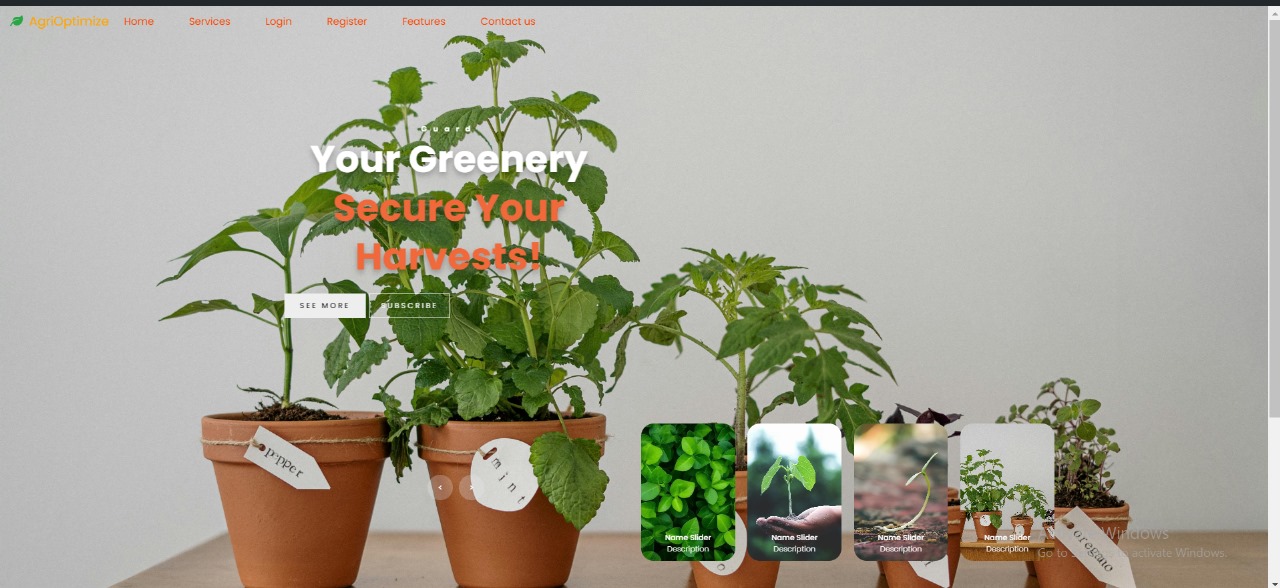 AgriOptimize Home Services Login Register Features Contact us
Guard
Your Greenery
Secure Your
Harvests!
SEE MORE SUBSCRIBE
pepper
mint
< >
Name Slider Name Slider Name Slider Name Slider
Description Description Description Description
oregano
Activate Windows
Go to Settings to activate Windows.